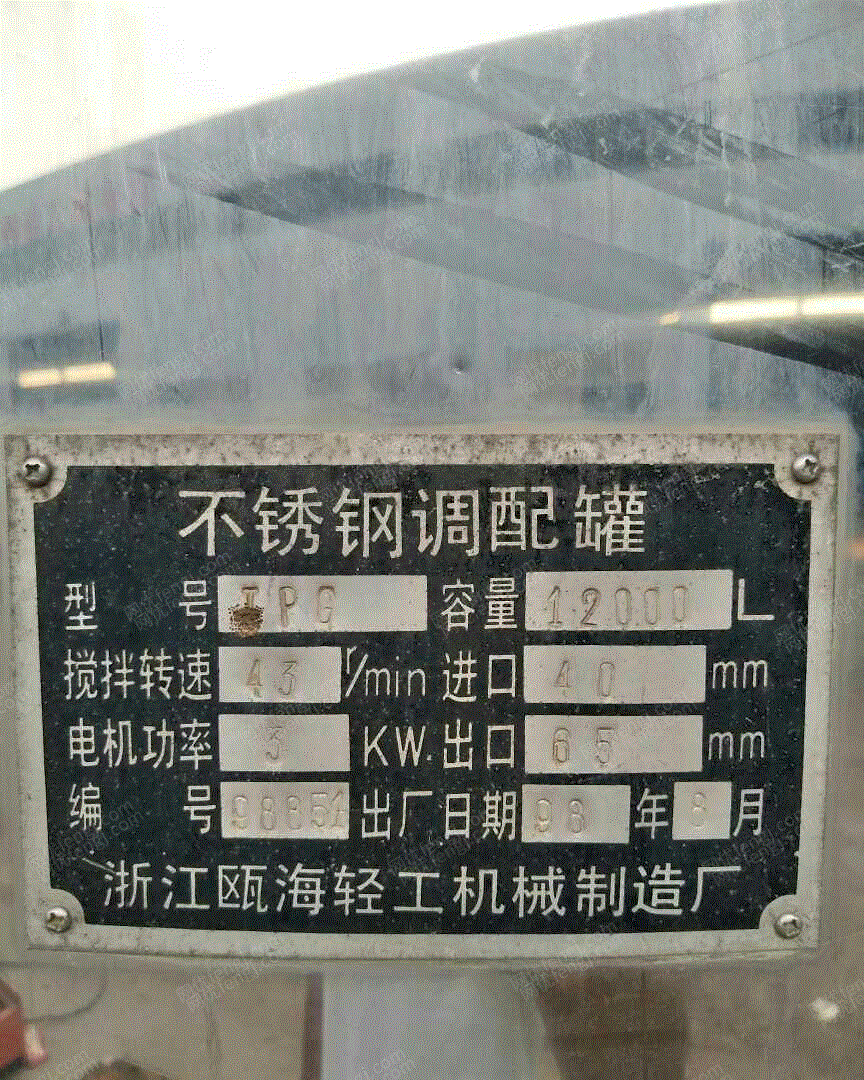 不锈钢调配罐
型 号 TPG 容量 12000 L
搅拌转速 43 r/min 进口 40 mm
电机功率 3 KW 出口 65 mm
编 号 98851 出厂日期 98 年 8 月
浙江瓯海轻工机械制造厂